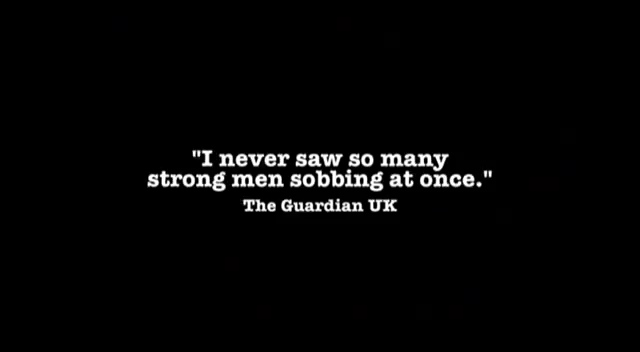 "I never saw so many
strong men sobbing at once."
The Guardian UK